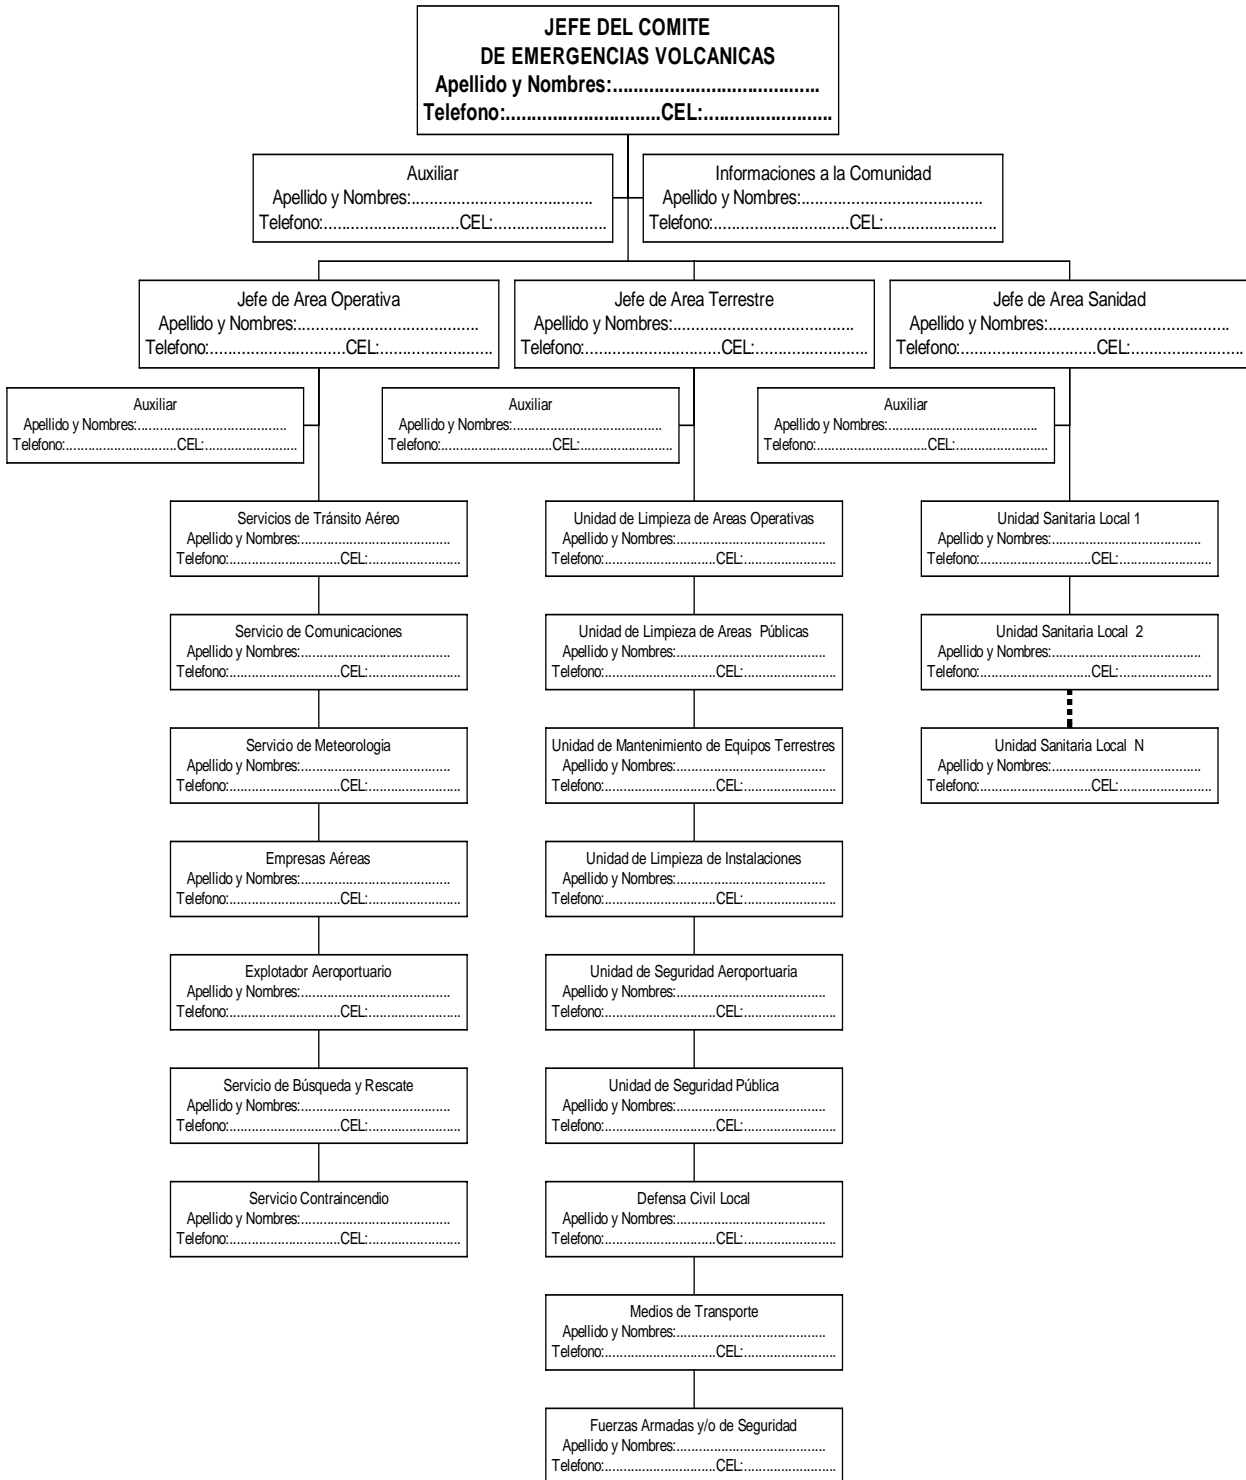 JEFE DEL COMITE
DE EMERGENCIAS VOLCANICAS
Apellido y Nombres:........................................
Telefono:..............................CEL:.........................
Auxiliar
Apellido y Nombres:........................................
Telefono:..............................CEL:.........................
Informaciones a la Comunidad
Apellido y Nombres:........................................
Telefono:..............................CEL:.........................
Jefe de Area Operativa
Apellido y Nombres:........................................
Telefono:..............................CEL:.........................
Jefe de Area Terrestre
Apellido y Nombres:........................................
Telefono:..............................CEL:.........................
Jefe de Area Sanidad
Apellido y Nombres:........................................
Telefono:..............................CEL:.........................
Auxiliar
Apellido y Nombres:........................................
Telefono:..............................CEL:.........................
Auxiliar
Apellido y Nombres:........................................
Telefono:..............................CEL:.........................
Auxiliar
Apellido y Nombres:........................................
Telefono:..............................CEL:.........................
Servicios de Tránsito Aéreo
Apellido y Nombres:........................................
Telefono:..............................CEL:.........................
Servicio de Comunicaciones
Apellido y Nombres:........................................
Telefono:..............................CEL:.........................
Servicio de Meteorología
Apellido y Nombres:........................................
Telefono:..............................CEL:.........................
Empresas Aéreas
Apellido y Nombres:........................................
Telefono:..............................CEL:.........................
Explotador Aeroportuario
Apellido y Nombres:........................................
Telefono:..............................CEL:.........................
Servicio de Búsqueda y Rescate
Apellido y Nombres:........................................
Telefono:..............................CEL:.........................
Servicio Contraincendio
Apellido y Nombres:........................................
Telefono:..............................CEL:.........................
Unidad de Limpieza de Areas Operativas
Apellido y Nombres:........................................
Telefono:..............................CEL:.........................
Unidad de Limpieza de Areas Públicas
Apellido y Nombres:........................................
Telefono:..............................CEL:.........................
Unidad de Mantenimiento de Equipos Terrestres
Apellido y Nombres:........................................
Telefono:..............................CEL:.........................
Unidad de Limpieza de Instalaciones
Apellido y Nombres:........................................
Telefono:..............................CEL:.........................
Unidad de Seguridad Aeroportuaria
Apellido y Nombres:........................................
Telefono:..............................CEL:.........................
Unidad de Seguridad Pública
Apellido y Nombres:........................................
Telefono:..............................CEL:.........................
Defensa Civil Local
Apellido y Nombres:........................................
Telefono:..............................CEL:.........................
Medios de Transporte
Apellido y Nombres:........................................
Telefono:..............................CEL:.........................
Fuerzas Armadas y/o de Seguridad
Apellido y Nombres:........................................
Telefono:..............................CEL:.........................
Unidad Sanitaria Local 1
Apellido y Nombres:........................................
Telefono:..............................CEL:.........................
Unidad Sanitaria Local 2
Apellido y Nombres:........................................
Telefono:..............................CEL:.........................
Unidad Sanitaria Local N
Apellido y Nombres:........................................
Telefono:..............................CEL:.........................